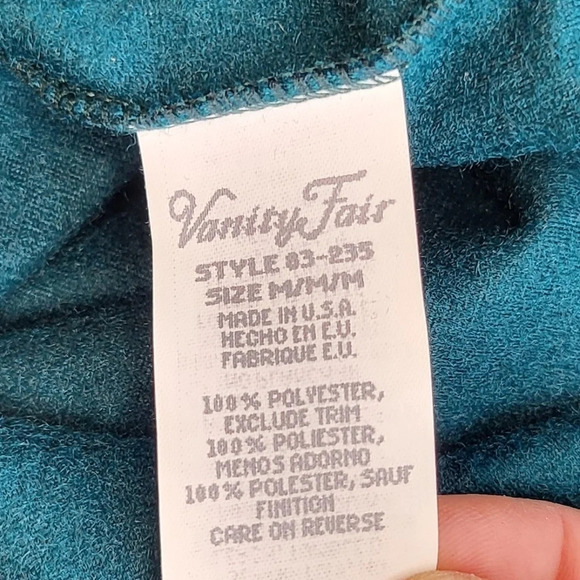 Vanity Fair
STYLE 83-235
SIZE M/M/M
MADE IN U.S.A.
HECHO EN E.U.
FABRIQUE E.U.
100% POLYESTER,
EXCLUDE TRIM
100% POLIESTER,
MENOS ADORNO
100% POLESTER, SAUF
FINITION
CARE ON REVERSE